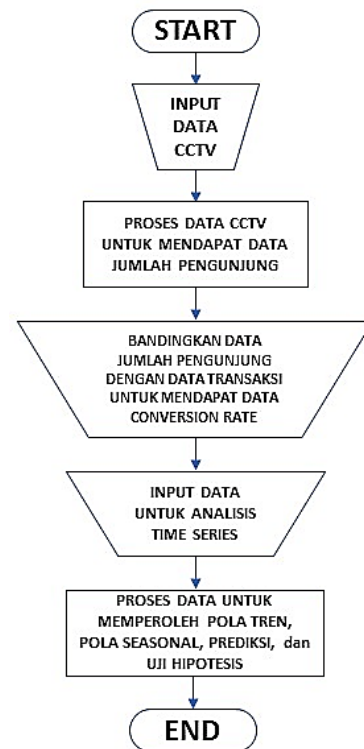 START
INPUT
DATA
CCTV
PROSES DATA CCTV
UNTUK MENDAPAT DATA
JUMLAH PENGUNJUNG
BANDINGKAN DATA
JUMLAH PENGUNJUNG
DENGAN DATA TRANSAKSI
UNTUK MENDAPAT DATA
CONVERSION RATE
INPUT DATA
UNTUK ANALISIS
TIME SERIES
PROSES DATA UNTUK
MEMPEROLEH POLA TREN,
POLA SEASONAL, PREDIKSI, dan
UJI HIPOTESIS
END